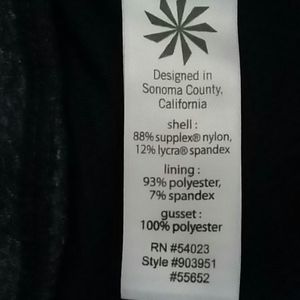 Designed in
Sonoma County,
California
shell :
88% supplex® nylon,
12% lycra® spandex
lining :
93% polyester,
7% spandex
gusset :
100% polyester
RN #54023
Style #903951
#55652